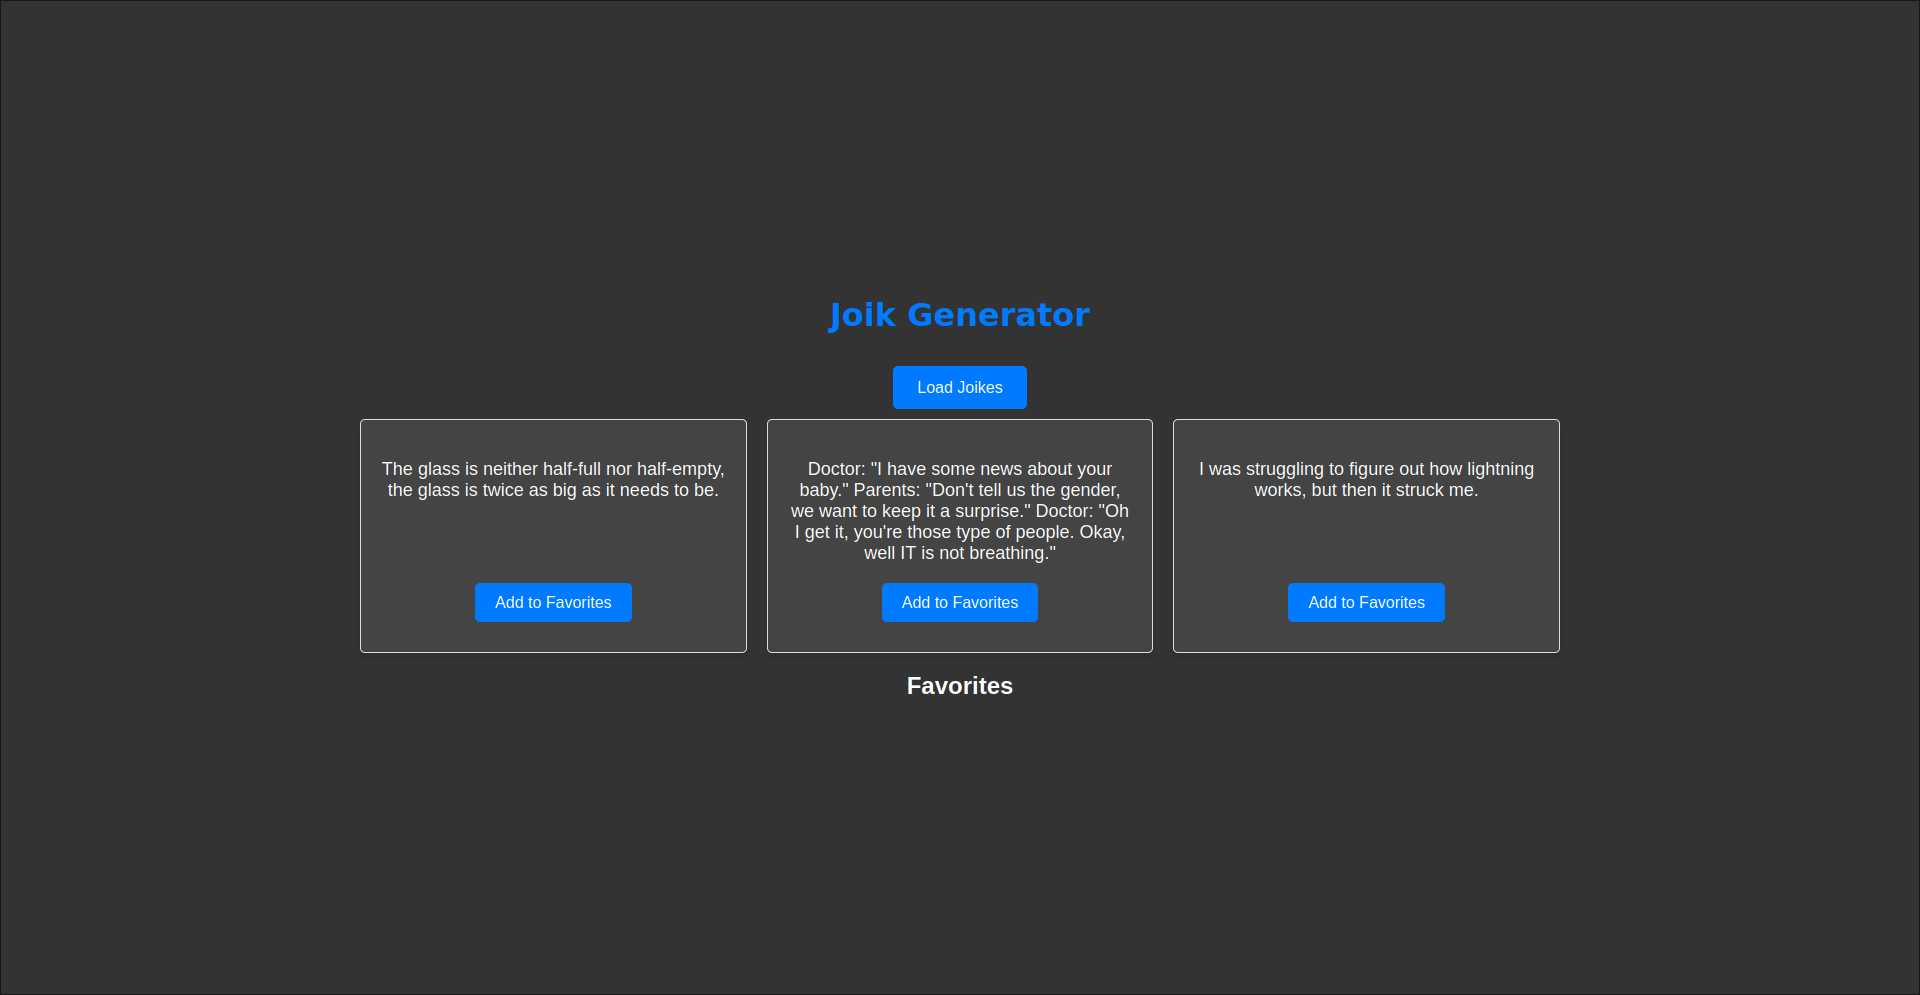 Joik Generator
Load Joikes
The glass is neither half-full nor half-empty,
the glass is twice as big as it needs to be.
Add to Favorites
Doctor: "I have some news about your
baby." Parents: "Don't tell us the gender,
we want to keep it a surprise." Doctor: "Oh
I get it, you're those type of people. Okay,
well IT is not breathing."
Add to Favorites
I was struggling to figure out how lightning
works, but then it struck me.
Add to Favorites
Favorites